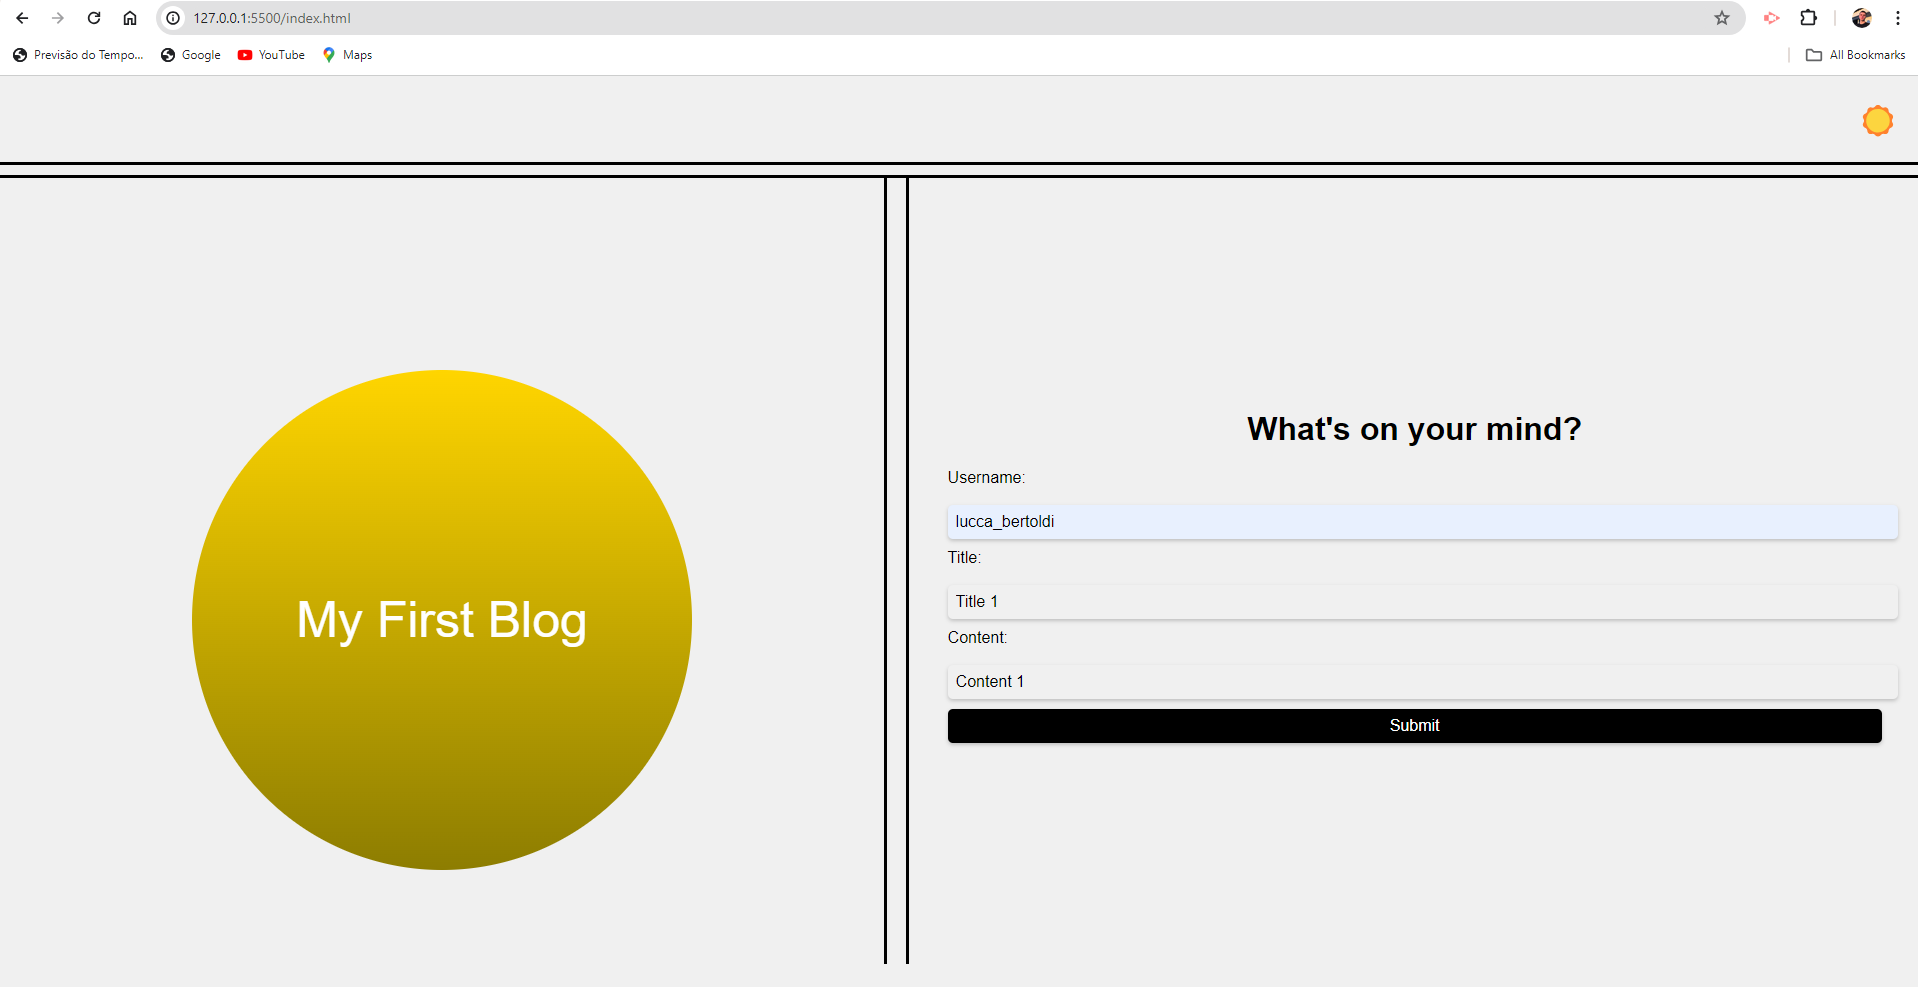 127.0.0.1:5500/index.html
Previsão do Tempo... Google YouTube Maps All Bookmarks
My First Blog
What's on your mind?
Username:
lucca_bertoldi
Title:
Title 1
Content:
Content 1
Submit